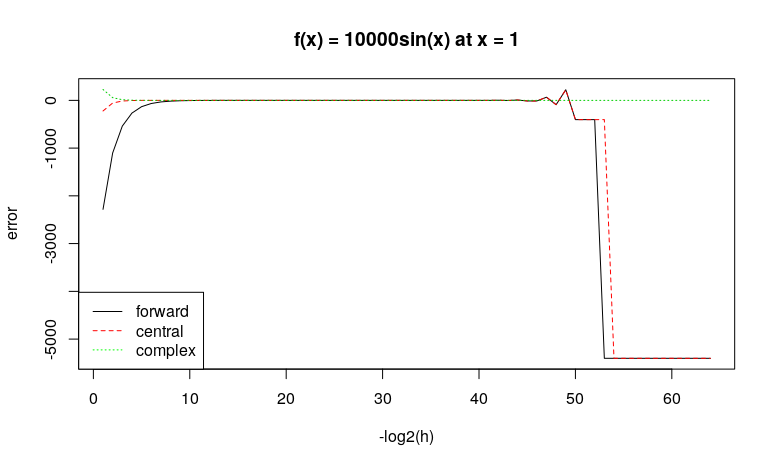 f(x) = 10000sin(x) at x = 1
error
0
-1000
-3000
-5000
forward
central
complex
0 10 20 30 40 50 60
-log2(h)